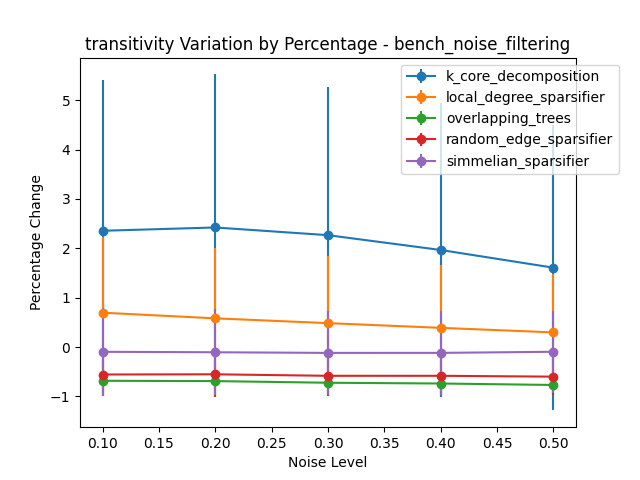 transitivity Variation by Percentage - bench_noise_filtering
k_core_decomposition
local_degree_sparsifier
overlapping_trees
random_edge_sparsifier
simmelian_sparsifier
Percentage Change
5
4
3
2
1
0
−1
0.10 0.15 0.20 0.25 0.30 0.35 0.40 0.45 0.50
Noise Level